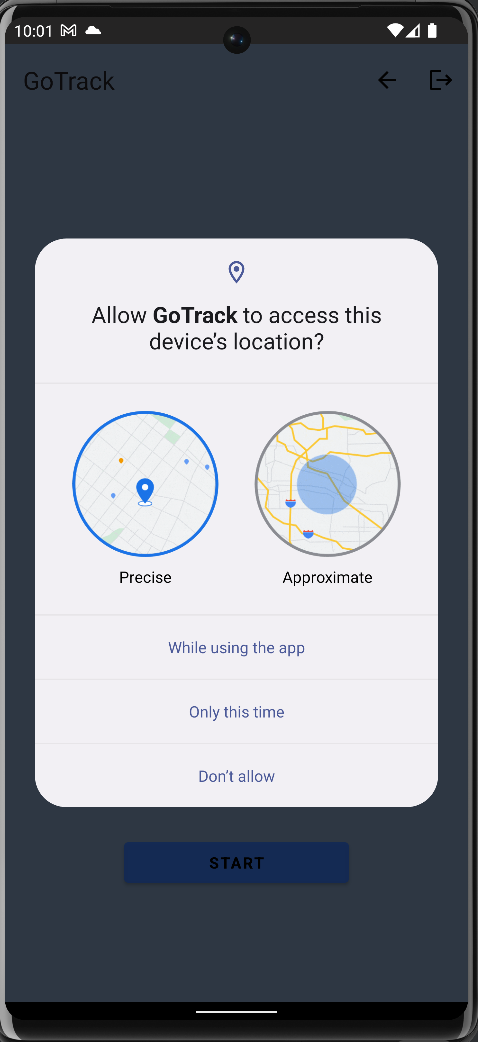 10:01
GoTrack
Allow GoTrack to access this
device's location?
Precise
Approximate
While using the app
Only this time
Don't allow
START